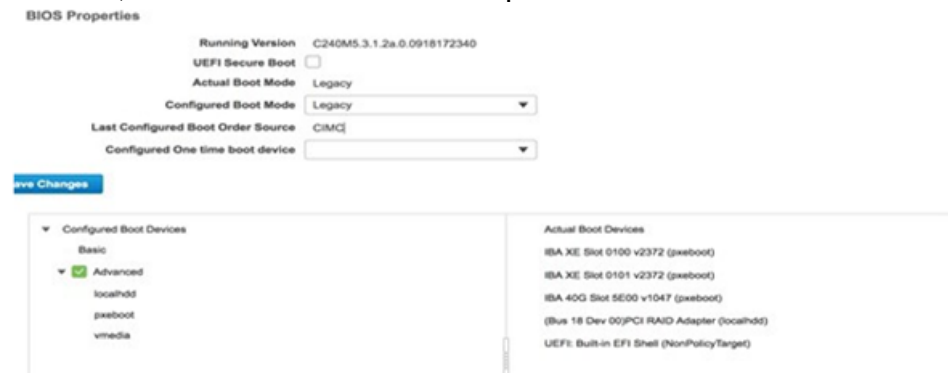 BIOS Properties
Running Version C240M5.3.1.2a.0.0918172340
UEFI Secure Boot
Actual Boot Mode Legacy
Configured Boot Mode Legacy
Last Configured Boot Order Source CIMC
Configured One time boot device
ave Changes
Configured Boot Devices
Basic
Advanced
localhdd
pxeboot
vmedia
Actual Boot Devices
IBA XE Slot 0100 v2372 (pxeboot)
IBA XE Slot 0101 v2372 (pxeboot)
IBA 40G Slot 5E00 v1047 (pxeboot)
(Bus 18 Dev 00)PCI RAID Adapter (localhdd)
UEFI: Built-in EFI Shell (NonPolicyTarget)